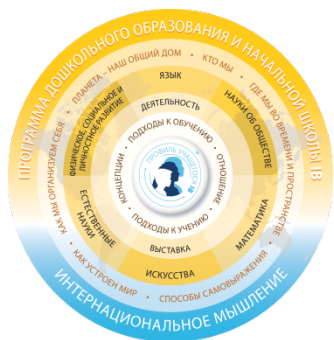 ПРОГРАММА ДОШКОЛЬНОГО ОБРАЗОВАНИЯ И НАЧАЛЬНОЙ ШКОЛЫ IB
ИНТЕРНАЦИОНАЛЬНОЕ МЫШЛЕНИЕ
КАК МЫ ОРГАНИЗУЕМ СЕБЯ • ПЛАНЕТА – НАШ ОБЩИЙ ДОМ • КТО МЫ • ГДЕ МЫ ВО ВРЕМЕНИ И ПРОСТРАНСТВЕ
• КАК УСТРОЕН МИР • СПОСОБЫ САМОВЫРАЖЕНИЯ •
ЯЗЫК
НАУКИ ОБ ОБЩЕСТВЕ
МАТЕМАТИКА
ИСКУССТВА
ЕСТЕСТВЕННЫЕ
НАУКИ
ФИЗИЧЕСКОЕ, СОЦИАЛЬНОЕ И
ЛИЧНОСТНОЕ РАЗВИТИЕ
ДЕЯТЕЛЬНОСТЬ
ОТНОШЕНИЕ
ВЫСТАВКА
КОНЦЕПЦИИ
ПОДХОДЫ К ОБУЧЕНИЮ
ПОДХОДЫ К УЧЕНИЮ
ПРОФИЛЬ УЧАЩЕГОСЯ IB